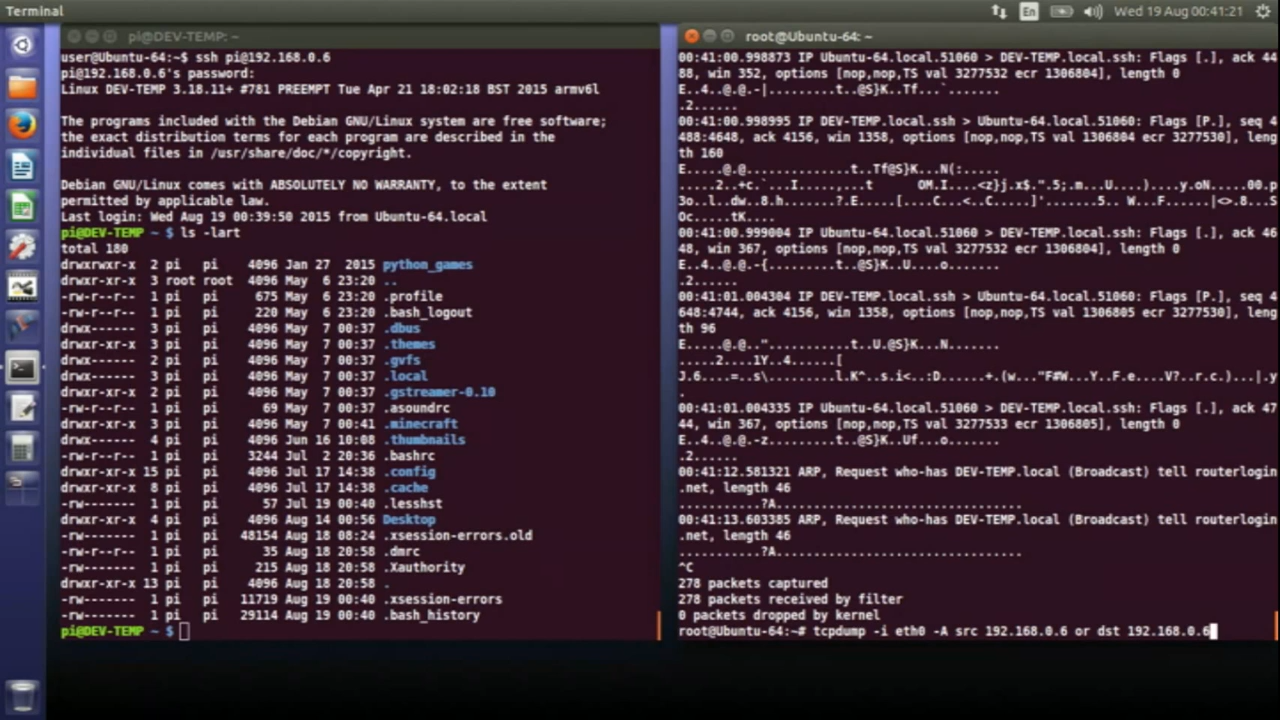 Terminal
En
Wed 19 Aug 00:41:21
pi@DEV-TEMP: ~
user@Ubuntu-64:~$ ssh pi@192.168.0.6
pi@192.168.0.6's password:
Linux DEV-TEMP 3.18.11+ #781 PREEMPT Tue Apr 21 18:02:18 BST 2015 armv6l
The programs included with the Debian GNU/Linux system are free software;
the exact distribution terms for each program are described in the
individual files in /usr/share/doc/*/copyright.
Debian GNU/Linux comes with ABSOLUTELY NO WARRANTY, to the extent
permitted by applicable law.
Last login: Wed Aug 19 00:39:50 2015 from Ubuntu-64.local
pi@DEV-TEMP ~ $ ls -lart
total 180
drwxrwxr-x 2 pi pi 4096 Jan 27 2015 python_games
drwxr-xr-x 3 root root 4096 May 6 23:20 ..
-rw-r--r-- 1 pi pi 675 May 6 23:20 .profile
-rw-r--r-- 1 pi pi 220 May 6 23:20 .bash_logout
drwx------ 3 pi pi 4096 May 7 00:37 .dbus
drwxr-xr-x 3 pi pi 4096 May 7 00:37 .themes
drwx------ 2 pi pi 4096 May 7 00:37 .gvfs
drwx------ 3 pi pi 4096 May 7 00:37 .local
drwxr-xr-x 2 pi pi 4096 May 7 00:37 .gstreamer-0.10
-rw-r--r-- 1 pi pi 69 May 7 00:37 .asoundrc
drwxr-xr-x 3 pi pi 4096 May 7 00:41 .minecraft
drwx------ 4 pi pi 4096 Jun 16 10:08 .thumbnails
-rw-r--r-- 1 pi pi 3244 Jul 2 20:36 .bashrc
drwxr-xr-x 15 pi pi 4096 Jul 17 14:38 .config
drwxr-xr-x 8 pi pi 4096 Jul 17 14:38 .cache
-rw------- 1 pi pi 57 Jul 19 00:40 .lesshst
drwxr-xr-x 4 pi pi 4096 Aug 14 00:56 Desktop
-rw------- 1 pi pi 48154 Aug 18 08:24 .xsession-errors.old
-rw-r--r-- 1 pi pi 35 Aug 18 20:58 .dmrc
-rw------- 1 pi pi 215 Aug 18 20:58 .Xauthority
drwxr-xr-x 13 pi pi 4096 Aug 18 20:58 .
-rw------- 1 pi pi 11719 Aug 19 00:40 .xsession-errors
-rw------- 1 pi pi 29114 Aug 19 00:40 .bash_history
pi@DEV-TEMP ~ $
root@Ubuntu-64: ~
00:41:00.998873 IP Ubuntu-64.local.51060 > DEV-TEMP.local.ssh: Flags [.], ack 44
88, win 352, options [nop,nop,TS val 3277532 ecr 1306804], length 0
E..4..@.@.-|.........t..@S}K...Tf...`.......
.2......
00:41:00.998995 IP DEV-TEMP.local.ssh > Ubuntu-64.local.51060: Flags [P.], seq 4
488:4648, ack 4156, win 1358, options [nop,nop,TS val 1306804 ecr 3277530], leng
th 160
00:41:00.999004 IP Ubuntu-64.local.51060 > DEV-TEMP.local.ssh: Flags [.], ack 46
48, win 367, options [nop,nop,TS val 3277532 ecr 1306804], length 0
E..4..@.@.-{.........t..@S}K..U....o.......
.2......
00:41:01.004304 IP DEV-TEMP.local.ssh > Ubuntu-64.local.51060: Flags [P.], seq 4
648:4744, ack 4156, win 1358, options [nop,nop,TS val 1306805 ecr 3277530], leng
th 96
00:41:01.004335 IP Ubuntu-64.local.51060 > DEV-TEMP.local.ssh: Flags [.], ack 47
44, win 367, options [nop,nop,TS val 3277533 ecr 1306805], length 0
E..4..@.@.-z.........t..@S}K..Uf...o.......
.2......
00:41:12.581321 ARP, Request who-has DEV-TEMP.local (Broadcast) tell routerlogin
.net, length 46
...........?A.............................
00:41:13.603385 ARP, Request who-has DEV-TEMP.local (Broadcast) tell routerlogin
.net, length 46
...........?A.............................
^C
278 packets captured
278 packets received by filter
0 packets dropped by kernel
root@Ubuntu-64:~# tcpdump -i eth0 -A src 192.168.0.6 or dst 192.168.0.6